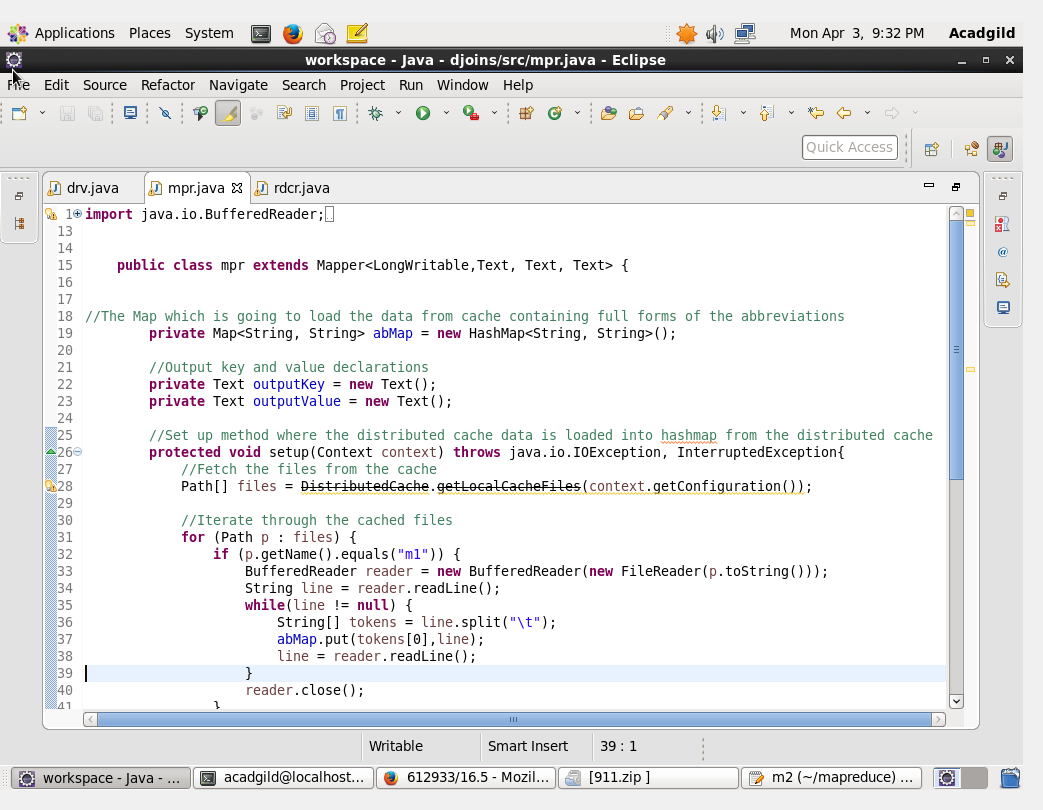 Applications Places System Mon Apr 3, 9:32 PM Acadgild
workspace - Java - djoins/src/mpr.java - Eclipse
File Edit Source Refactor Navigate Search Project Run Window Help
Quick Access
drv.java mpr.java rdcr.java
1 import java.io.BufferedReader;
13
14
15 public class mpr extends Mapper<LongWritable,Text, Text, Text> {
16
17
18 //The Map which is going to load the data from cache containing full forms of the abbreviations
19 private Map<String, String> abMap = new HashMap<String, String>();
20
21 //Output key and value declarations
22 private Text outputKey = new Text();
23 private Text outputValue = new Text();
24
25 //Set up method where the distributed cache data is loaded into hashmap from the distributed cache
26 protected void setup(Context context) throws java.io.IOException, InterruptedException{
27 //Fetch the files from the cache
28 Path[] files = DistributedCache.getLocalCacheFiles(context.getConfiguration());
29
30 //Iterate through the cached files
31 for (Path p : files) {
32 if (p.getName().equals("m1")) {
33 BufferedReader reader = new BufferedReader(new FileReader(p.toString()));
34 String line = reader.readLine();
35 while(line != null) {
36 String[] tokens = line.split("\t");
37 abMap.put(tokens[0],line);
38 line = reader.readLine();
39 }
40 reader.close();
41 }
Writable Smart Insert 39 : 1
workspace - Java - ... acadgild@localhost... 612933/16.5 - Mozil... [911.zip ] m2 (~/mapreduce) ...